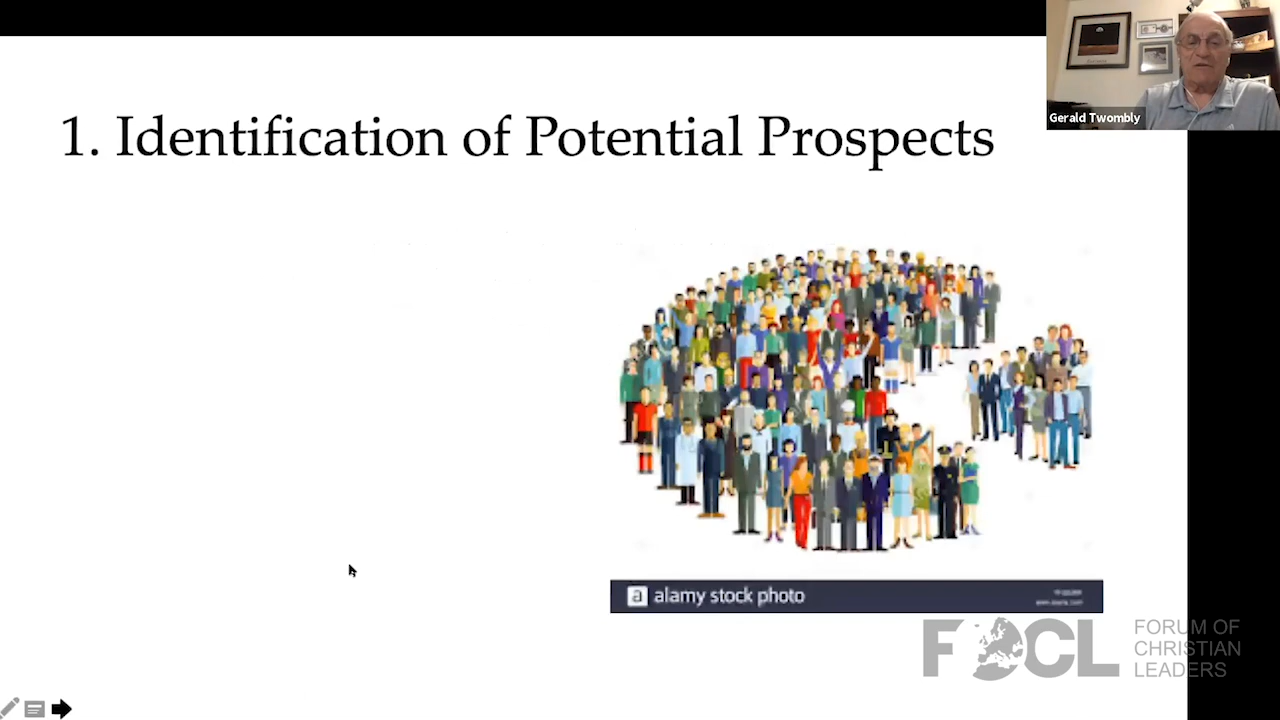 Gerald Twombly
1. Identification of Potential Prospects
a alamy stock photo
FOCL
FORUM OF
CHRISTIAN
LEADERS